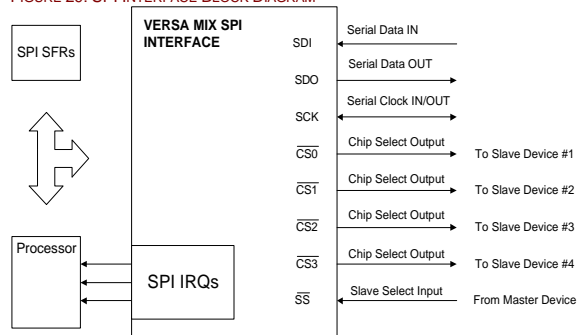 FIGURE 20: SPI INTERFACE BLOCK DIAGRAM
VERSA MIX SPI
INTERFACE
SPI SFRs
Processor
SPI IRQs
SDI
Serial Data IN
SDO
Serial Data OUT
SCK
Serial Clock IN/OUT
CS0
Chip Select Output
To Slave Device #1
CS1
Chip Select Output
To Slave Device #2
CS2
Chip Select Output
To Slave Device #3
CS3
Chip Select Output
To Slave Device #4
SS
Slave Select Input
From Master Device